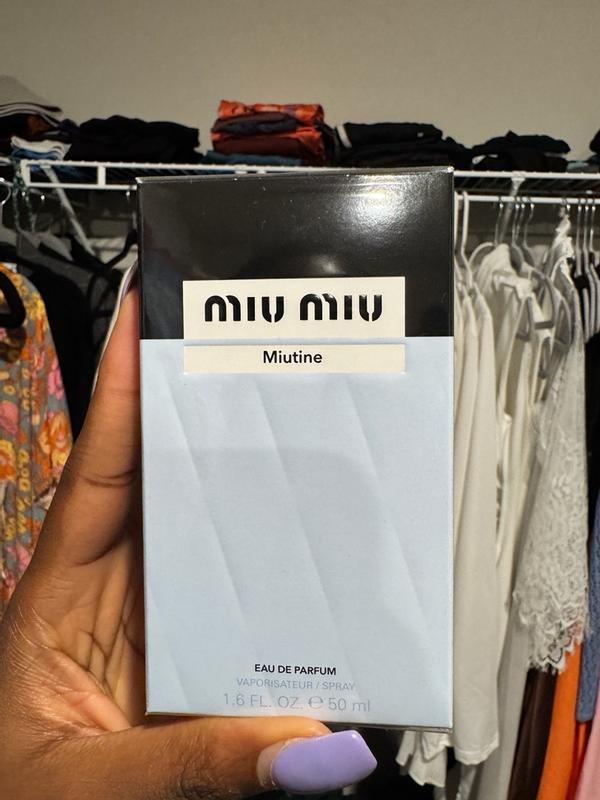 miu miu
Miutine
EAU DE PARFUM
VAPORISATEUR / SPRAY
1.6 FL. OZ. ℮ 50 ml